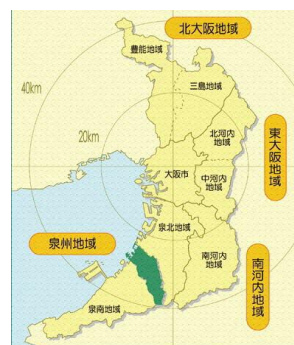 北大阪地域
豊能地域
三島地域
40km
北河内
地域
20km
東大阪地域
大阪市
中河内
地域
泉北地域
泉州地域
南河内
地域
南河内地域
泉南地域